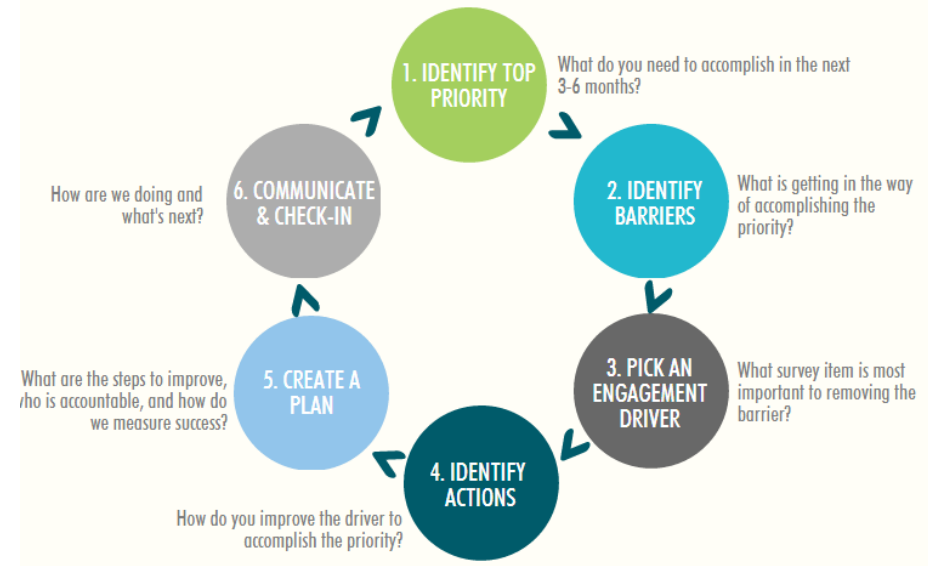 1. IDENTIFY TOP
PRIORITY
What do you need to accomplish in the next
3-6 months?
2. IDENTIFY
BARRIERS
What is getting in the way
of accomplishing the
priority?
3. PICK AN
ENGAGEMENT
DRIVER
What survey item is most
important to removing the
barrier?
4. IDENTIFY
ACTIONS
How do you improve the driver to
accomplish the priority?
5. CREATE A
PLAN
What are the steps to improve,
who is accountable, and how do
we measure success?
6. COMMUNICATE
& CHECK-IN
How are we doing and
what's next?